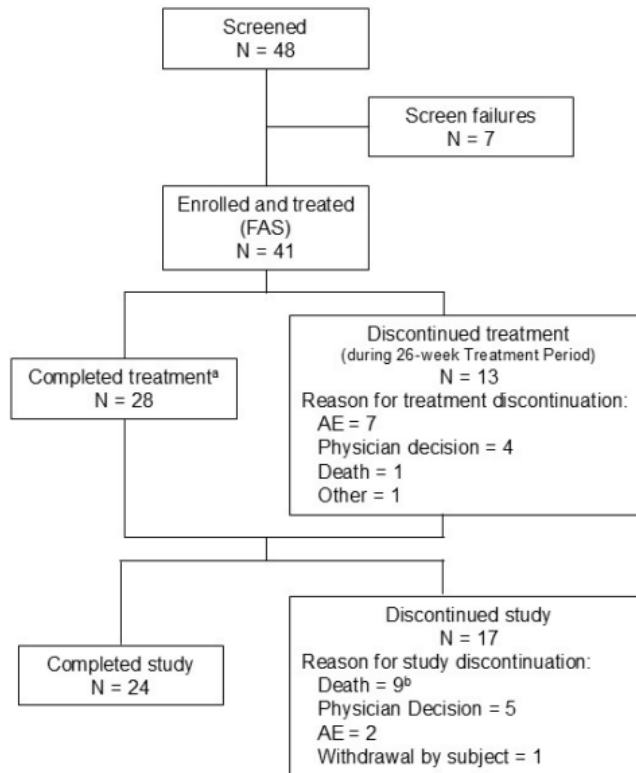 Screened
N = 48
Screen failures
N = 7
Enrolled and treated
(FAS)
N = 41
Completed treatmentᵃ
N = 28
Discontinued treatment
(during 26-week Treatment Period)
N = 13
Reason for treatment discontinuation:
AE = 7
Physician decision = 4
Death = 1
Other = 1
Completed study
N = 24
Discontinued study
N = 17
Reason for study discontinuation:
Death = 9ᵇ
Physician Decision = 5
AE = 2
Withdrawal by subject = 1